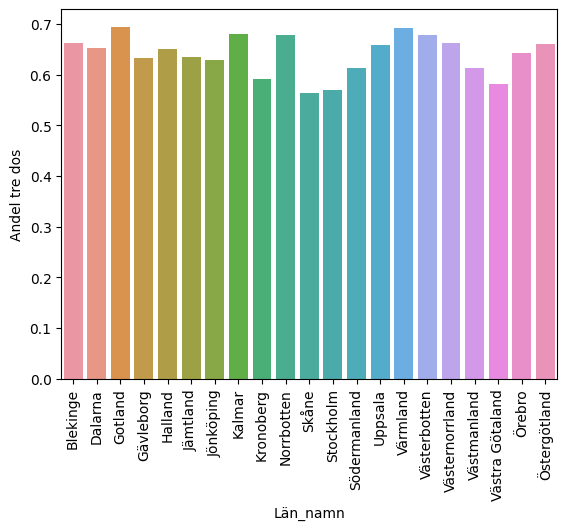 Andel tre dos
0.7
0.6
0.5
0.4
0.3
0.2
0.1
0.0
Blekinge
Dalarna
Gotland
Gävleborg
Halland
Jämtland
Jönköping
Kalmar
Kronoberg
Norrbotten
Skåne
Stockholm
Södermanland
Uppsala
Värmland
Västerbotten
Västernorrland
Västmanland
Västra Götaland
Örebro
Östergötland
Län_namn